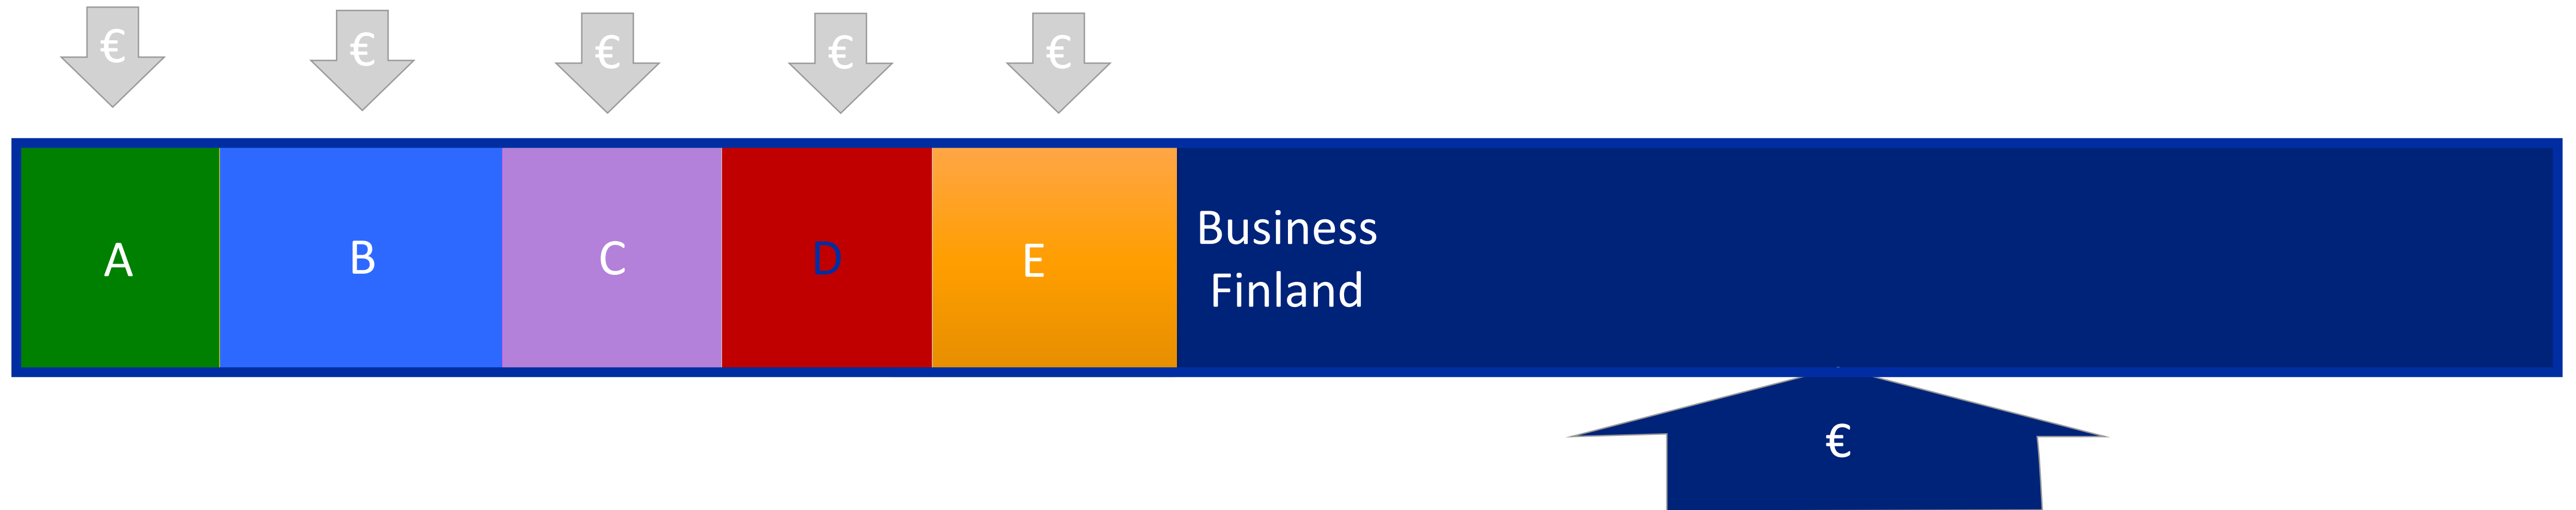 € € € € €
A B C D E
Business
Finland
€